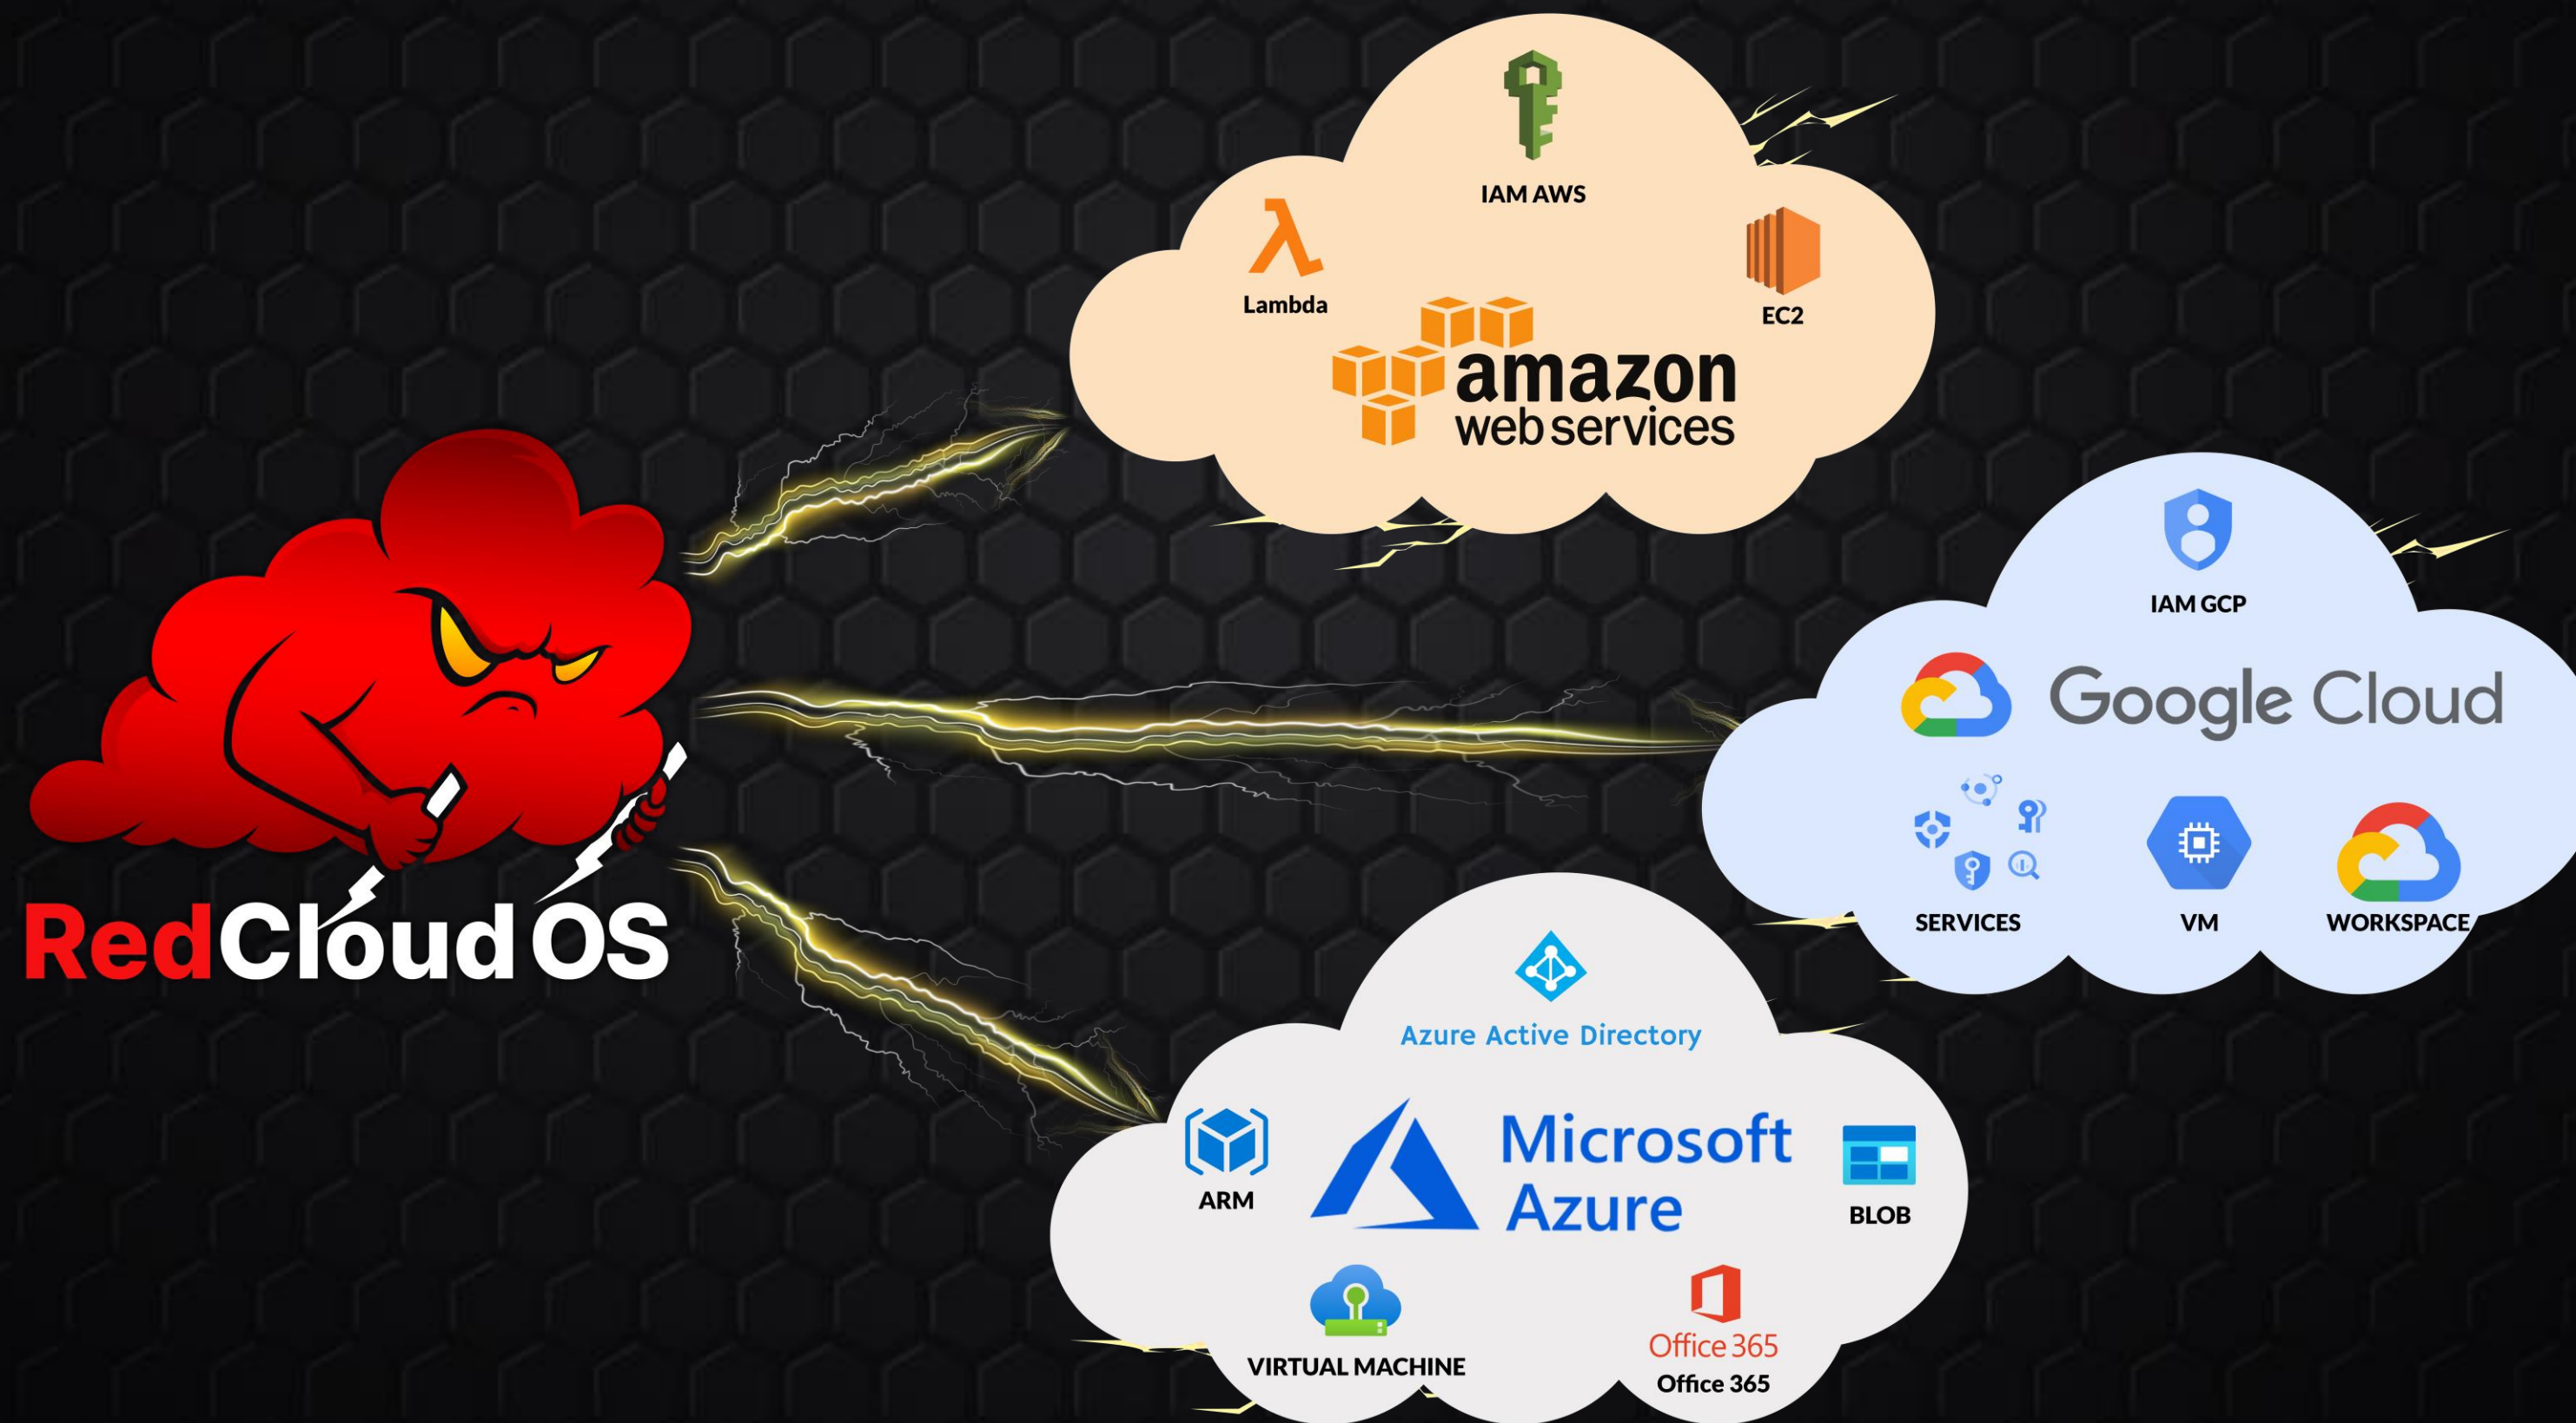 IAM AWS
Lambda
EC2
amazon
web services
IAM GCP
Google Cloud
SERVICES
VM
WORKSPACE
RedCloud OS
Azure Active Directory
Microsoft
Azure
ARM
BLOB
Office 365
VIRTUAL MACHINE
Office 365